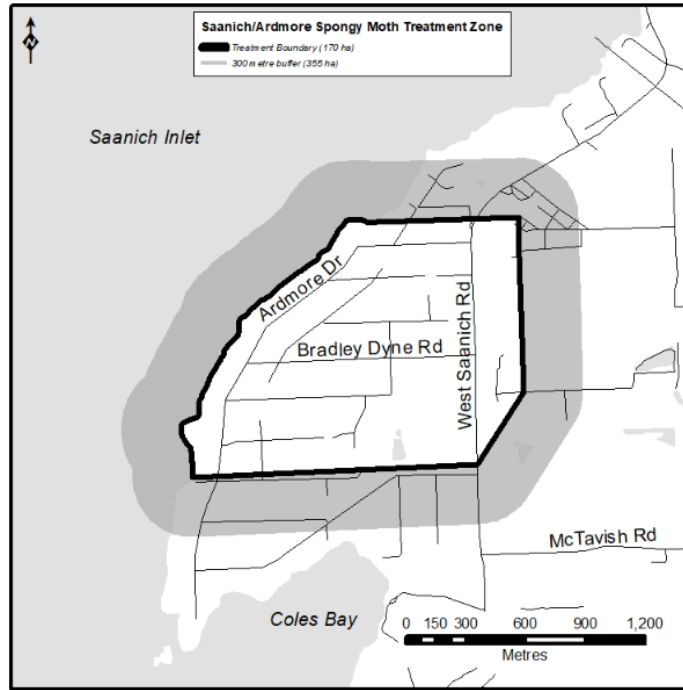 Saanich/Ardmore Spongy Moth Treatment Zone
Treatment Boundary (170 ha)
300 metre buffer (355 ha)
N
Saanich Inlet
Ardmore Dr
Bradley Dyne Rd
West Saanich Rd
McTavish Rd
Coles Bay
0 150 300 600 900 1,200
Metres